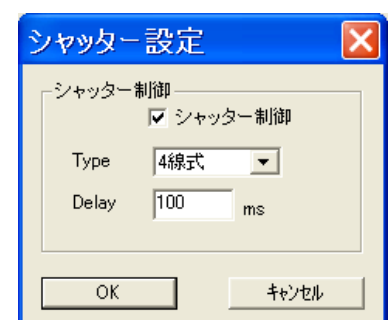 シャッター設定
シャッター制御
シャッター制御
Type 4線式
Delay 100 ms
OK ｷｬﾝｾﾙ